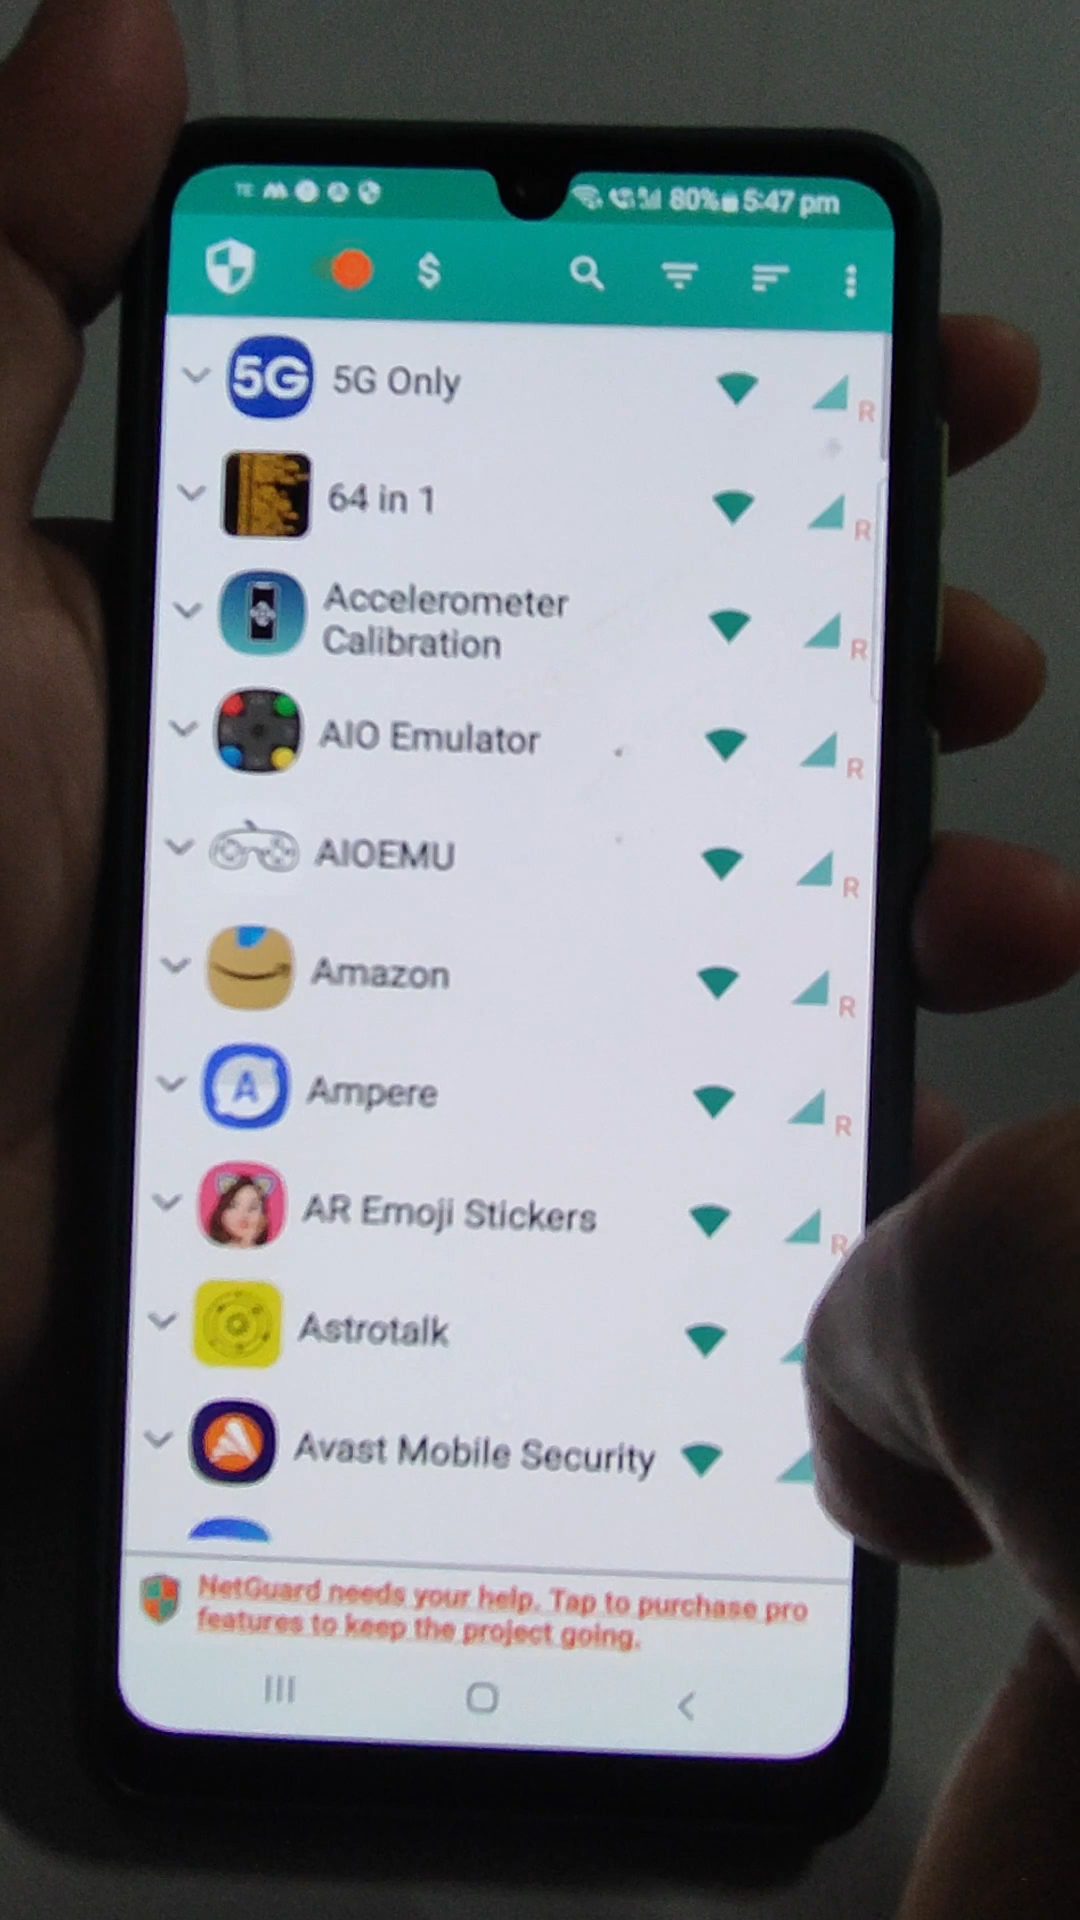 80% 5:47 pm
$
5G 5G Only
R
64 in 1
R
Accelerometer
Calibration
R
AIO Emulator
R
AIOEMU
R
Amazon
R
A Ampere
R
AR Emoji Stickers
R
Astrotalk
Avast Mobile Security
NetGuard needs your help. Tap to purchase pro
features to keep the project going.